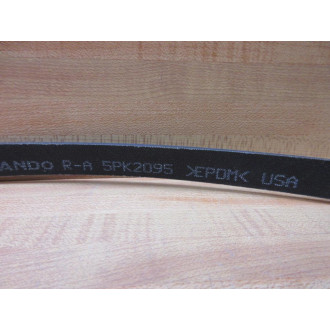 ANDO R-A 5PK2095 >EPDM< USA